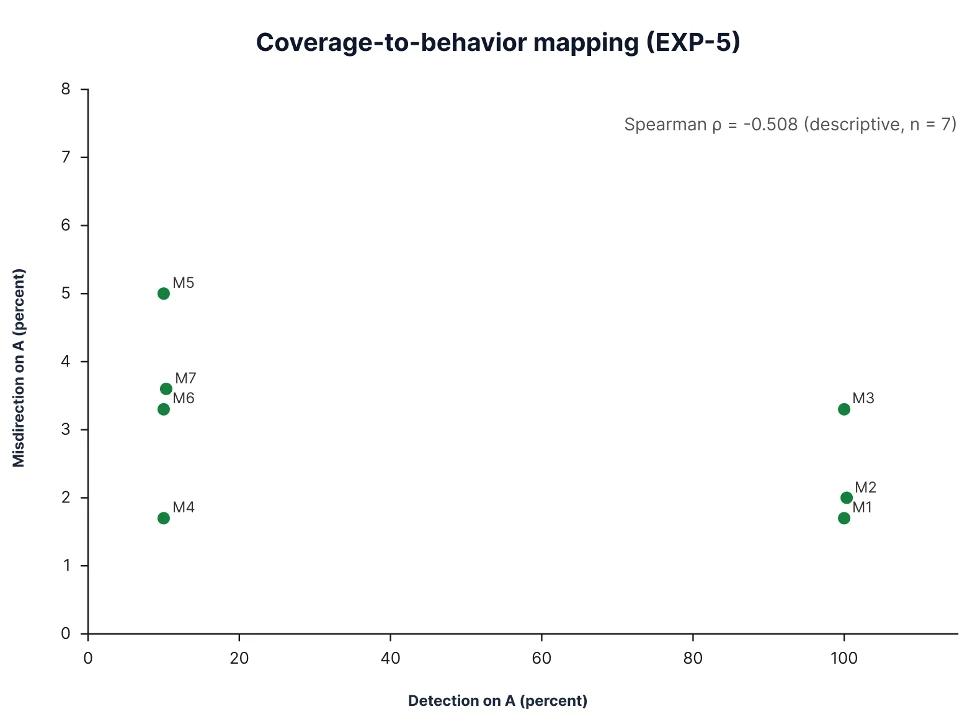 Coverage-to-behavior mapping (EXP-5)
Spearman ρ = -0.508 (descriptive, n = 7)
8
7
6
5
4
3
2
1
0
Misdirection on A (percent)
M5
M7
M6
M4
M3
M2
M1
0 20 40 60 80 100
Detection on A (percent)